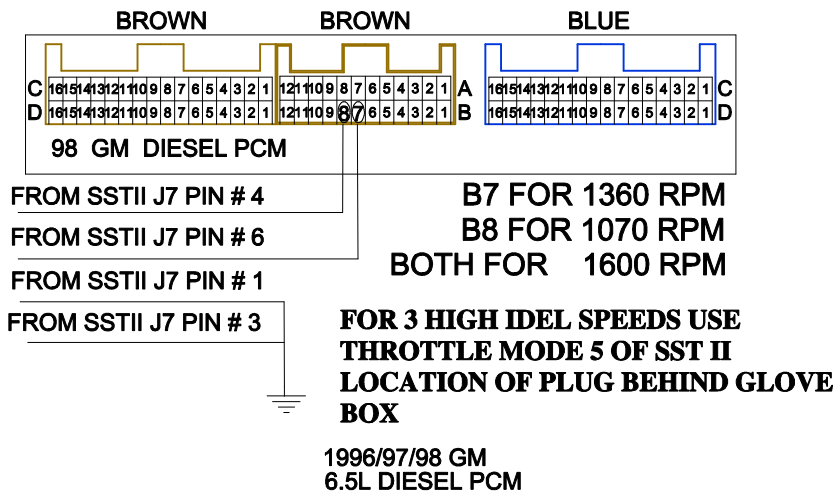 BROWN BROWN BLUE
C 16 15 14 13 12 11 10 9 8 7 6 5 4 3 2 1 12 11 10 9 8 7 6 5 4 3 2 1 A 16 15 14 13 12 11 10 9 8 7 6 5 4 3 2 1 C
D 16 15 14 13 12 11 10 9 8 7 6 5 4 3 2 1 12 11 10 9 8 7 6 5 4 3 2 1 B 16 15 14 13 12 11 10 9 8 7 6 5 4 3 2 1 D
98 GM DIESEL PCM
FROM SSTII J7 PIN # 4
FROM SSTII J7 PIN # 6
FROM SSTII J7 PIN # 1
FROM SSTII J7 PIN # 3
B7 FOR 1360 RPM
B8 FOR 1070 RPM
BOTH FOR 1600 RPM
FOR 3 HIGH IDEL SPEEDS USE
THROTTLE MODE 5 OF SST II
LOCATION OF PLUG BEHIND GLOVE
BOX
1996/97/98 GM
6.5L DIESEL PCM